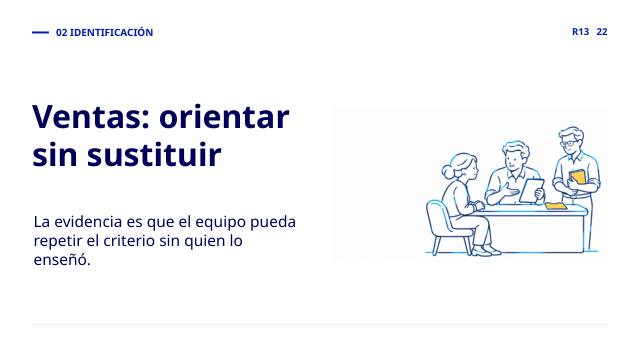 02 IDENTIFICACIÓN
R13 22
Ventas: orientar
sin sustituir
La evidencia es que el equipo pueda
repetir el criterio sin quien lo
enseñó.